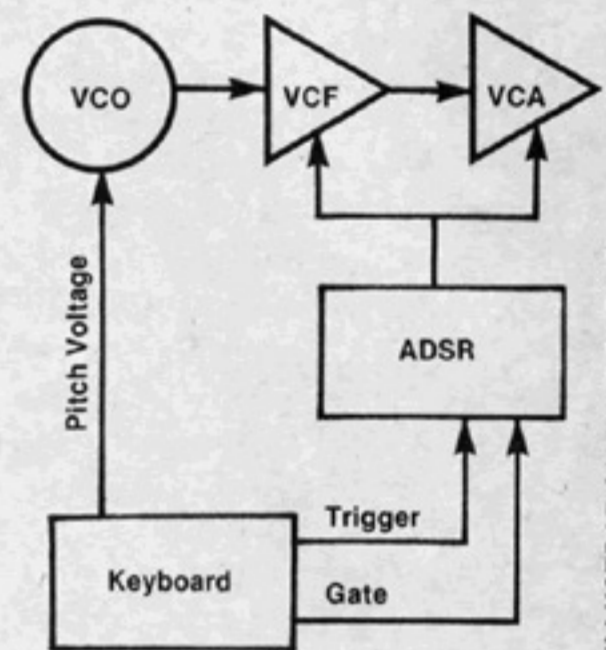 VCO
VCF
VCA
Pitch Voltage
ADSR
Trigger
Keyboard
Gate